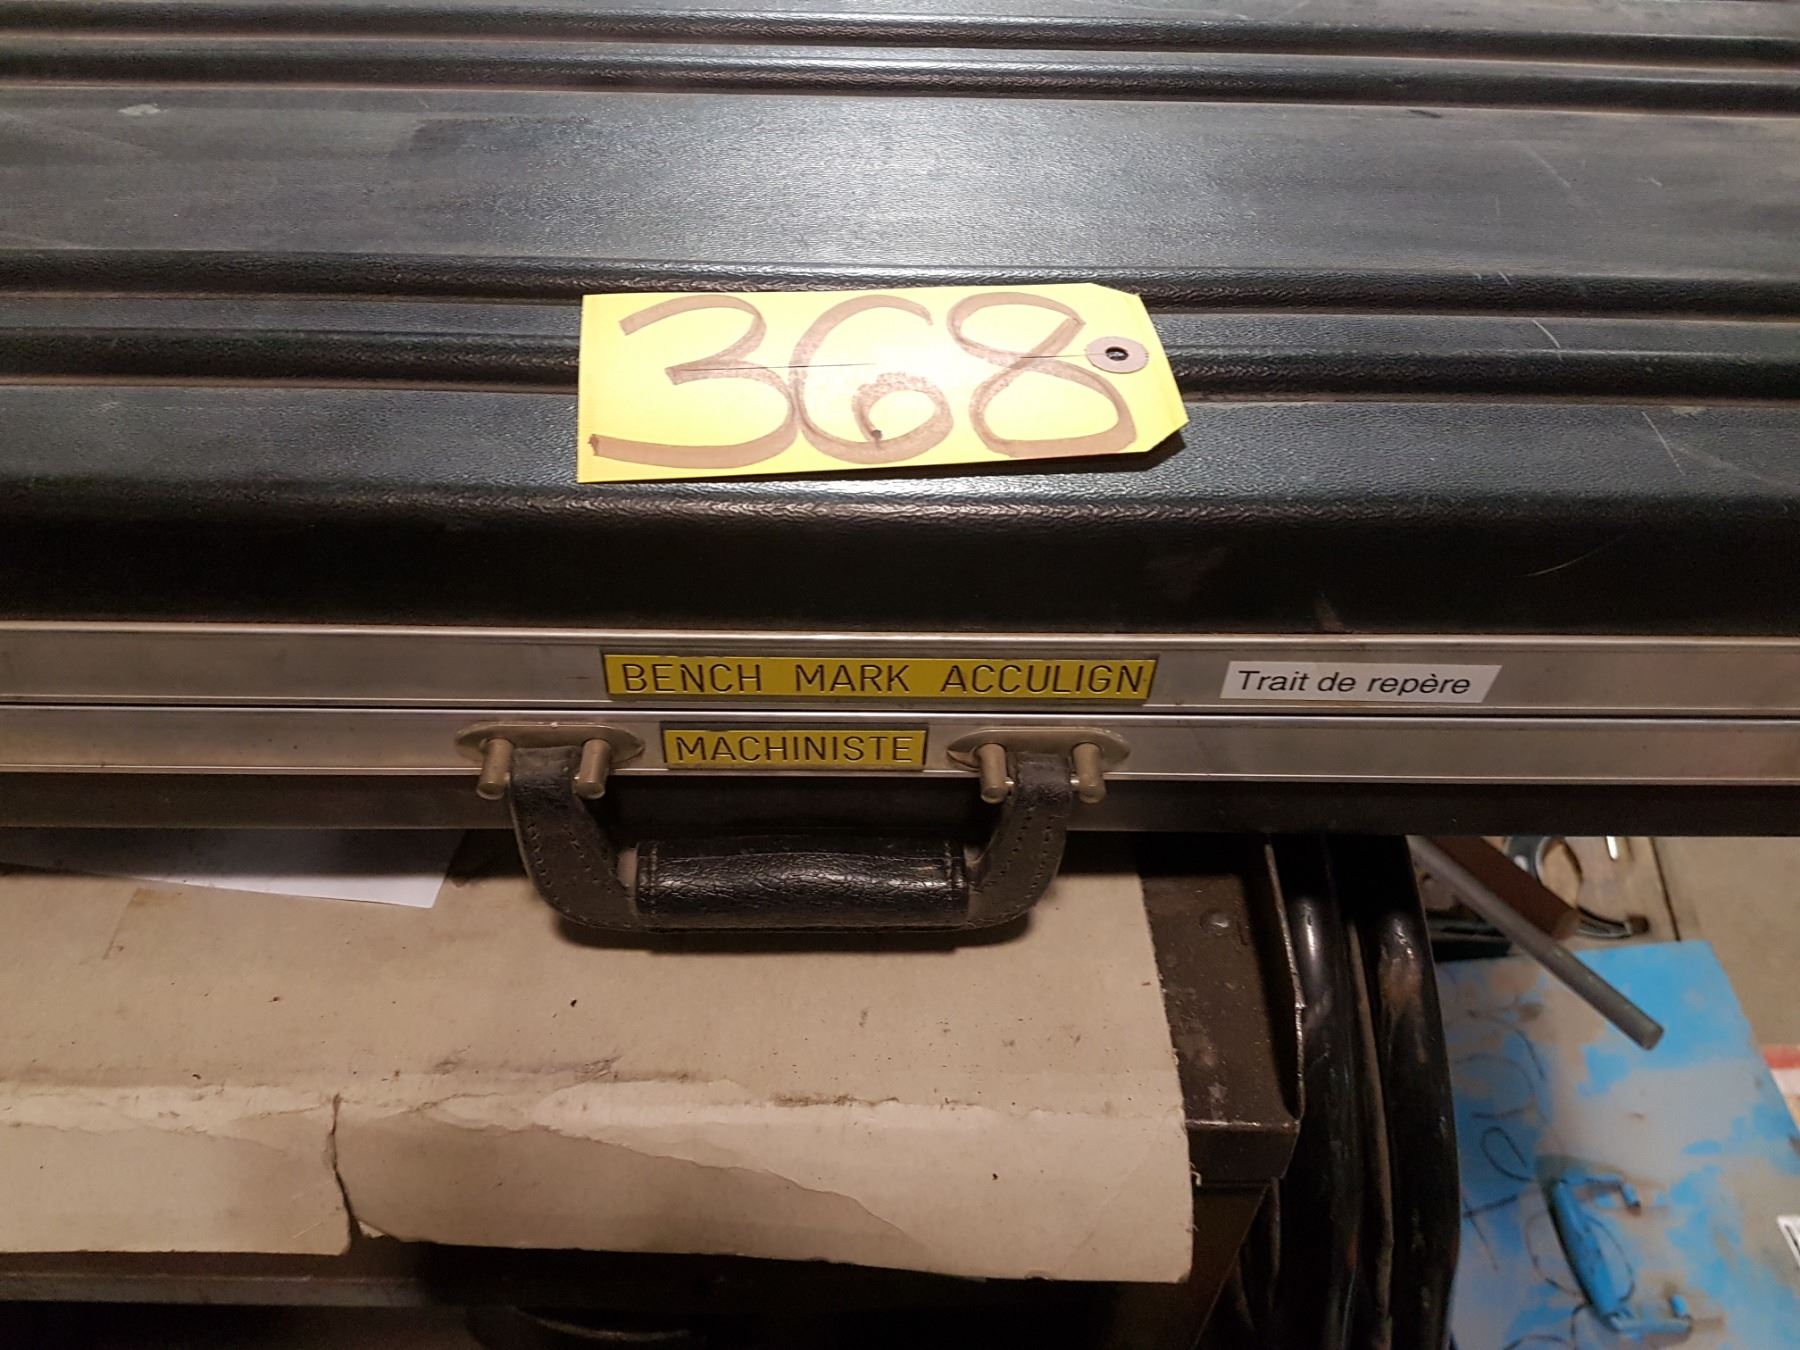 368
BENCH MARK ACCULIGN
Trait de repère
MACHINISTE